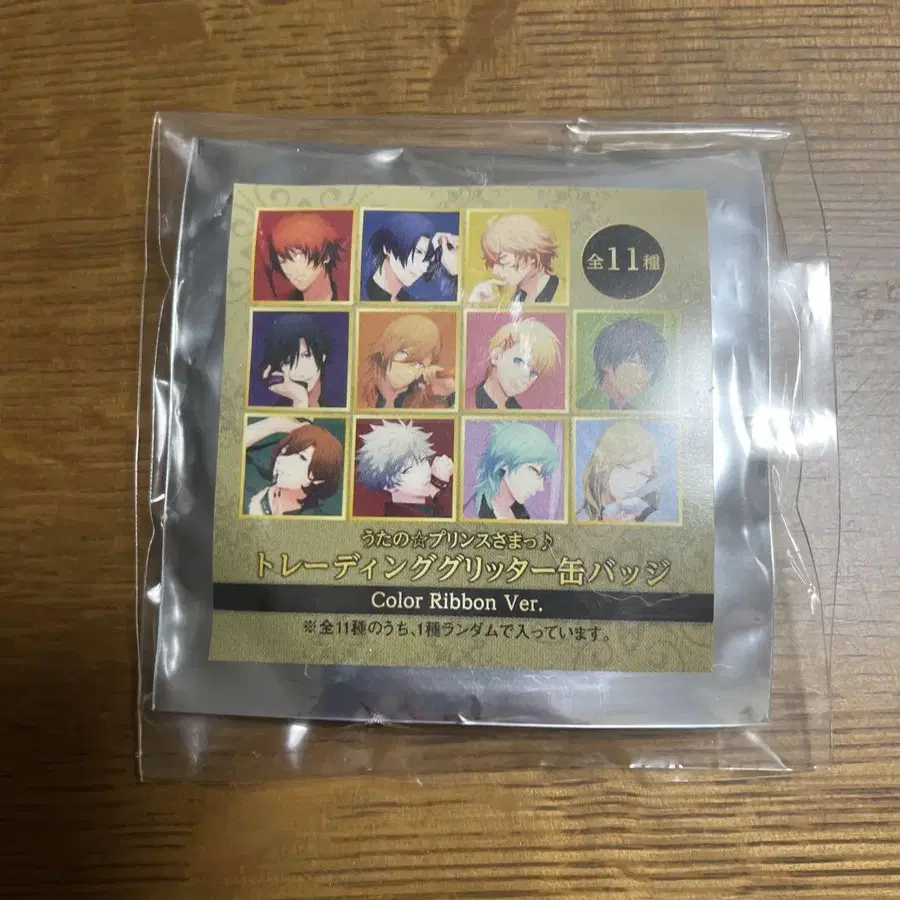 全11種
うたの☆プリンスさまっ♪
トレーディンググリッター缶バッジ
Color Ribbon Ver.
※全11種のうち、1種ランダムで入っています。